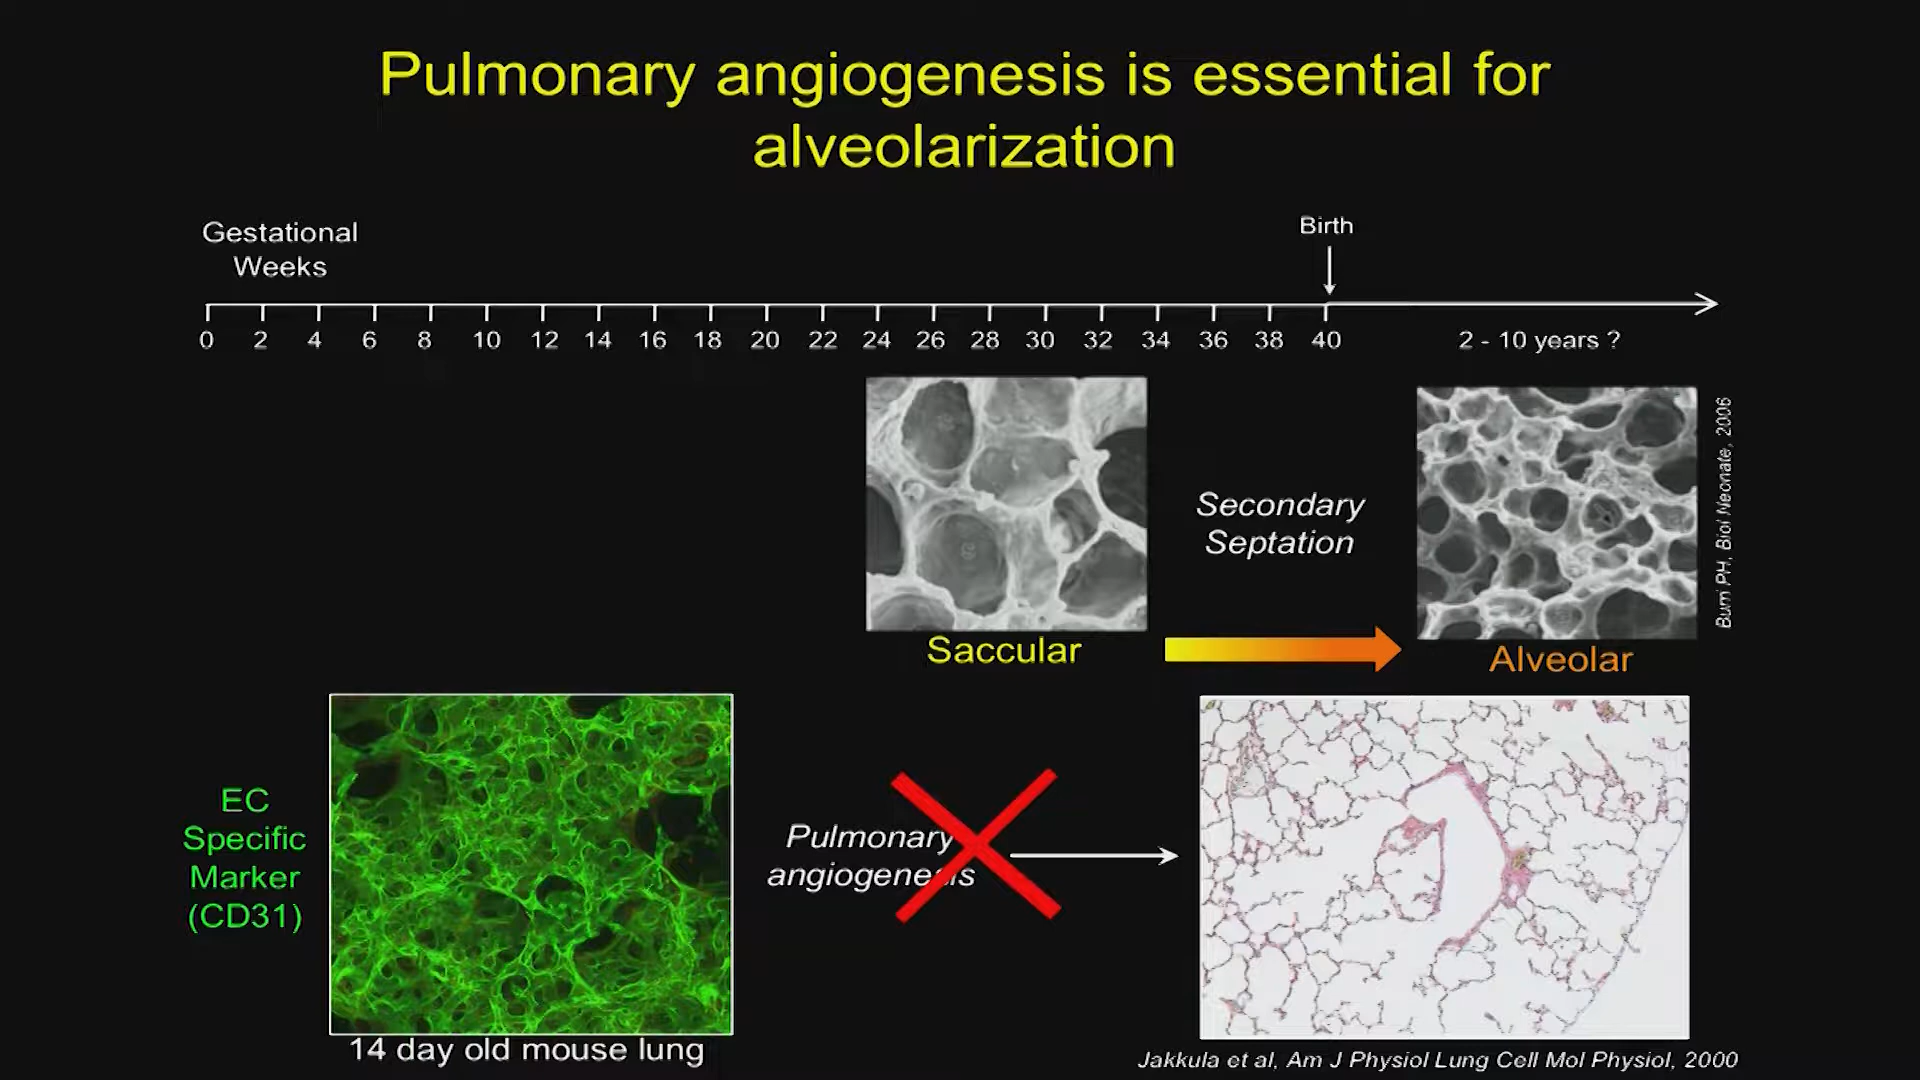 Pulmonary angiogenesis is essential for
alveolarization
Gestational
Weeks
Birth
0 2 4 6 8 10 12 14 16 18 20 22 24 26 28 30 32 34 36 38 40 2 - 10 years ?
Secondary
Septation
Burri PH, Biol Neonate, 2006
Saccular
Alveolar
EC
Specific
Marker
(CD31)
Pulmonary
angiogenesis
14 day old mouse lung
Jakkula et al, Am J Physiol Lung Cell Mol Physiol, 2000